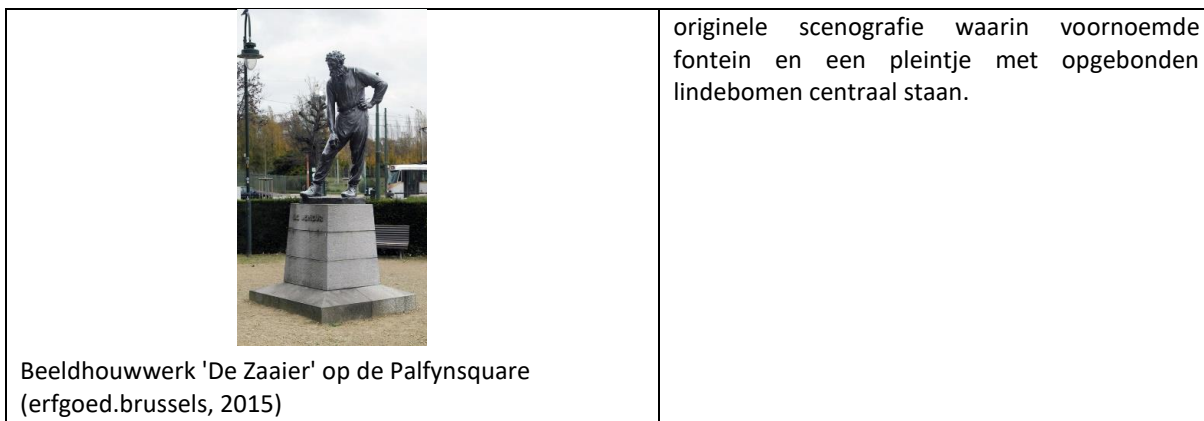 originele scenografie waarin voornoemde
fontein en een pleintje met opgebonden
lindebomen centraal staan.
Beeldhouwwerk 'De Zaaier' op de Palfynsquare
(erfgoed.brussels, 2015)